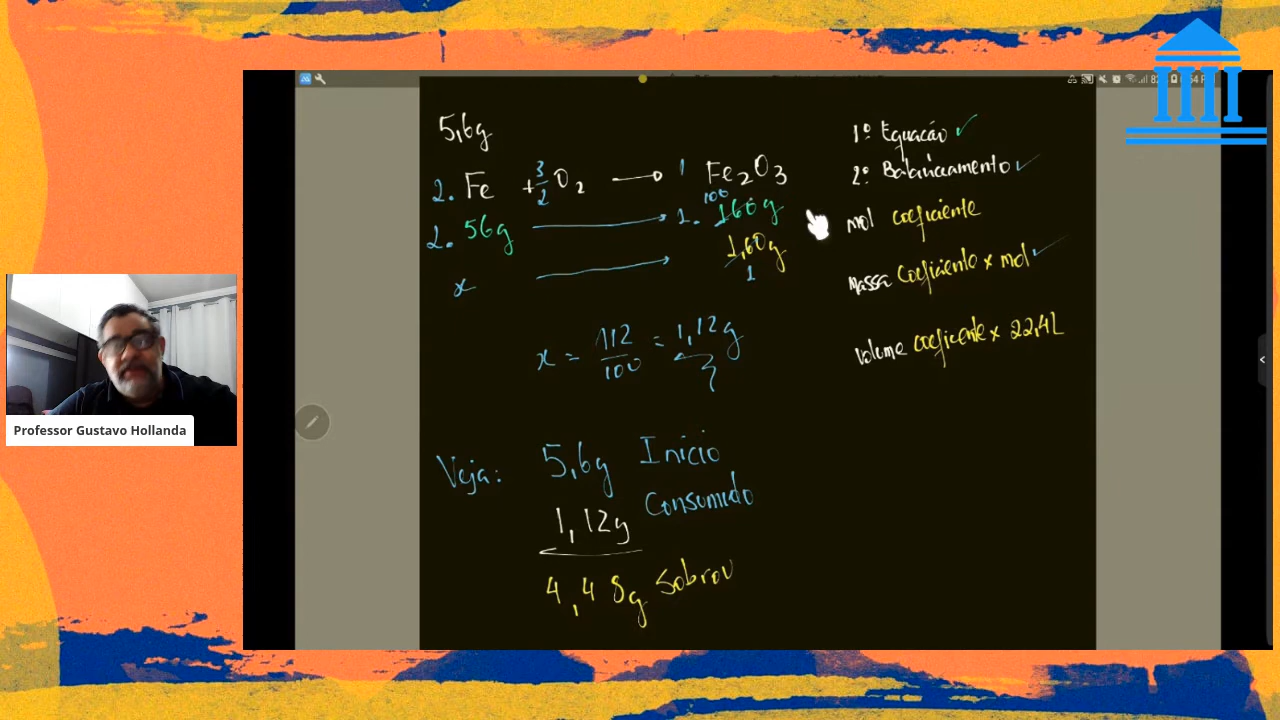 5,6g
2. Fe + 3/2 O2 → 1 Fe2O3
100
2. 56g → 1. 160g
x → 1,60g
1
x = 112/100 = 1,12g
Veja: 5,6g Inicio
1,12g Consumido
4,48g Sobrou
1º Equação ✓
2º Balanceamento ✓
mol coeficiente
Massa coeficiente x mol ✓
Volume coeficiente x 22,4L
Professor Gustavo Hollanda